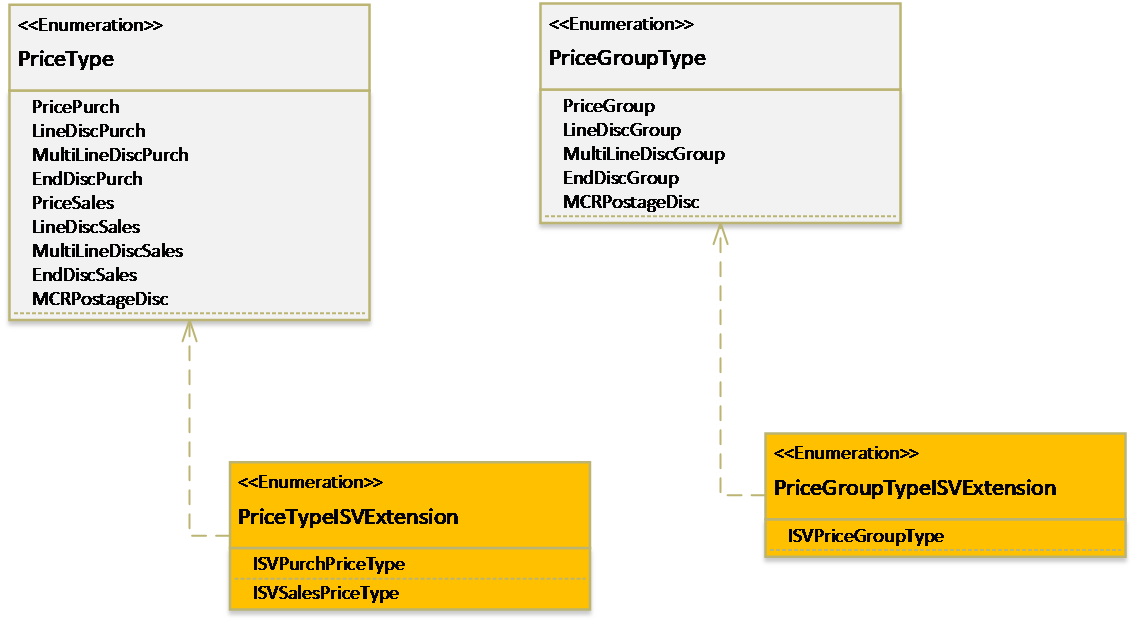 <<Enumeration>>
PriceType
PricePurch
LineDiscPurch
MultiLineDiscPurch
EndDiscPurch
PriceSales
LineDiscSales
MultiLineDiscSales
EndDiscSales
MCRPostageDisc
<<Enumeration>>
PriceGroupType
PriceGroup
LineDiscGroup
MultiLineDiscGroup
EndDiscGroup
MCRPostageDisc
<<Enumeration>>
PriceTypeISVExtension
ISVPurchPriceType
ISVSalesPriceType
<<Enumeration>>
PriceGroupTypeISVExtension
ISVPriceGroupType